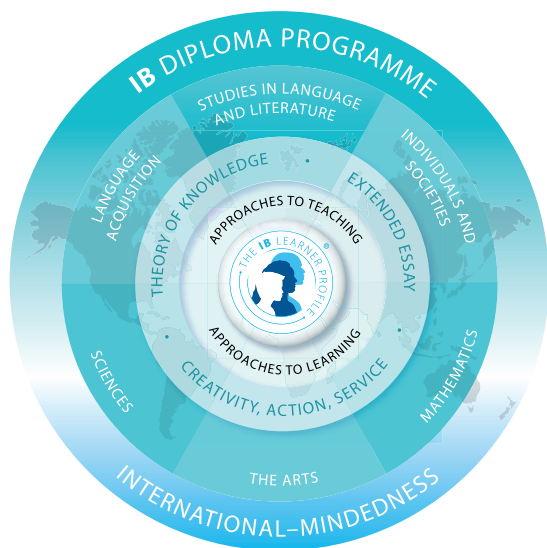 IB DIPLOMA PROGRAMME
STUDIES IN LANGUAGE
AND LITERATURE
LANGUAGE
ACQUISITION
INDIVIDUALS AND
SOCIETIES
THEORY OF KNOWLEDGE
EXTENDED ESSAY
APPROACHES TO TEACHING
THE IB LEARNER PROFILE
®
APPROACHES TO LEARNING
CREATIVITY, ACTION, SERVICE
SCIENCES
MATHEMATICS
THE ARTS
INTERNATIONAL–MINDEDNESS